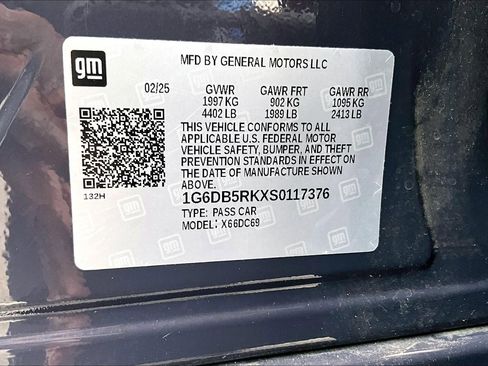 gm
MFD BY GENERAL MOTORS LLC
02/25 GVWR GAWR FRT GAWR RR
1997 KG 902 KG 1095 KG
4402 LB 1989 LB 2413 LB
THIS VEHICLE CONFORMS TO ALL
APPLICABLE U.S. FEDERAL MOTOR
VEHICLE SAFETY, BUMPER, AND THEFT
PREVENTION STANDARDS IN EFFECT ON
THE DATE OF MANUFACTURE SHOWN
ABOVE.
132H
1G6DB5RKXS0117376
TYPE: PASS CAR
MODEL: X66DC69